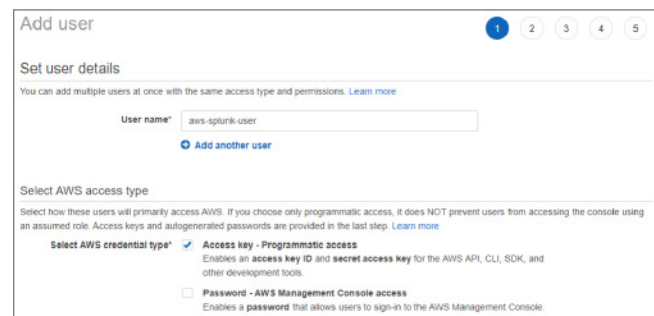 Add user
1 2 3 4 5
Set user details
You can add multiple users at once with the same access type and permissions. Learn more
User name* aws-splunk-user
Add another user
Select AWS access type
Select how these users will primarily access AWS. If you choose only programmatic access, it does NOT prevent users from accessing the console using
an assumed role. Access keys and autogenerated passwords are provided in the last step. Learn more
Select AWS credential type* Access key - Programmatic access
Enables an access key ID and secret access key for the AWS API, CLI, SDK, and
other development tools.
Password - AWS Management Console access
Enables a password that allows users to sign-in to the AWS Management Console.